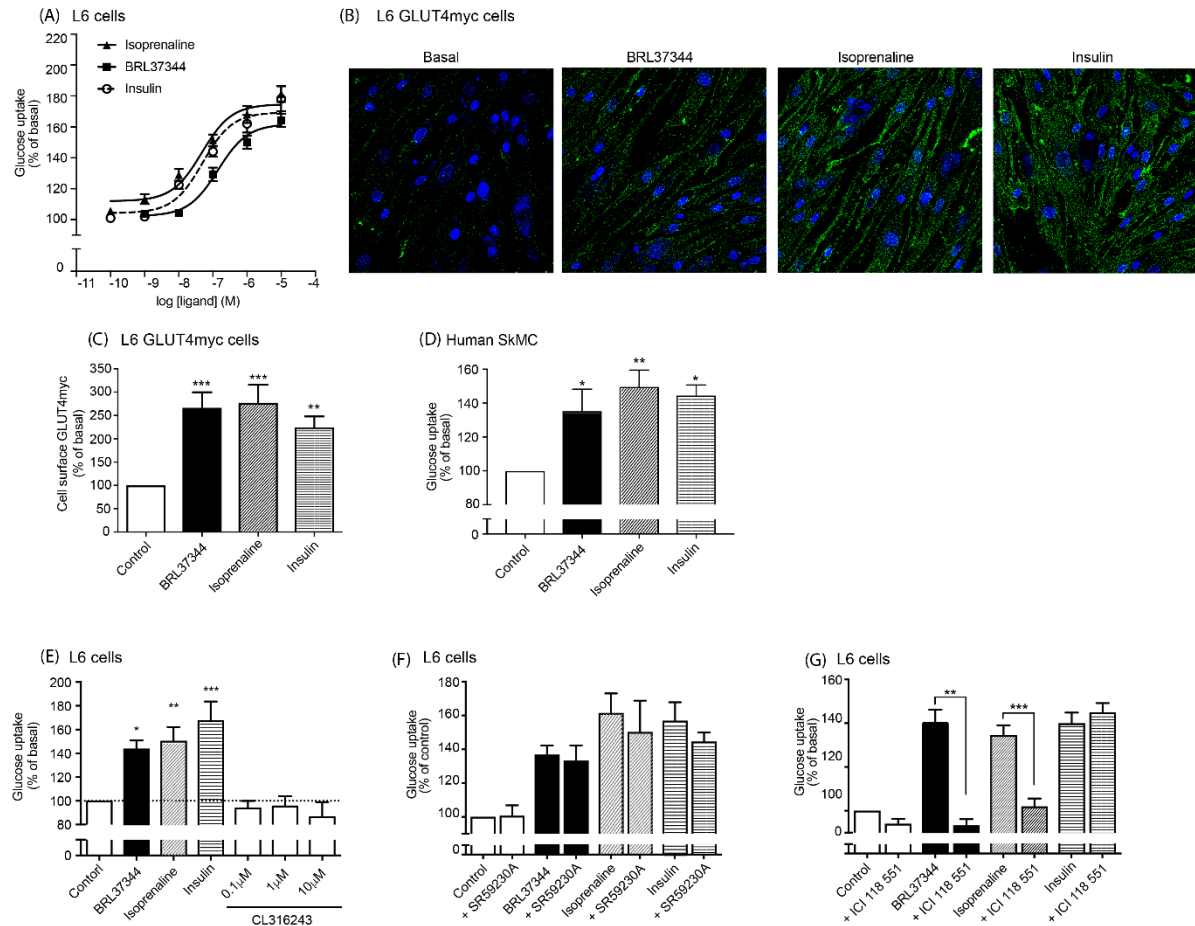 (A) L6 cells
220
200
180
160
140
120
100
0
Glucose uptake
(% of basal)
Isoprenaline
BRL37344
Insulin
-11 -10 -9 -8 -7 -6 -5 -4
log [ligand] (M)
(B) L6 GLUT4myc cells
Basal
BRL37344
Isoprenaline
Insulin
(C) L6 GLUT4myc cells
350
300
250
200
150
100
50
0
Cell surface GLUT4myc
(% of basal)
*** *** **
Control
BRL37344
Isoprenaline
Insulin
(D) Human SkMC
160
140
120
100
80
0
Glucose uptake
(% of basal)
* ** *
Control
BRL37344
Isoprenaline
Insulin
(E) L6 cells
200
180
160
140
120
100
80
0
Glucose uptake
(% of basal)
* ** ***
Control
BRL37344
Isoprenaline
Insulin
0.1μM
1μM
10μM
CL316243
(F) L6 cells
180
160
140
120
100
0
Glucose uptake
(% of control)
Control
+ SR59230A
BRL37344
+ SR59230A
Isoprenaline
+ SR59230A
Insulin
+ SR59230A
(G) L6 cells
160
140
120
100
80
0
Glucose uptake
(% of basal)
** ***
Control
+ ICI 118 551
BRL37344
+ ICI 118 551
Isoprenaline
+ ICI 118 551
Insulin
+ ICI 118 551